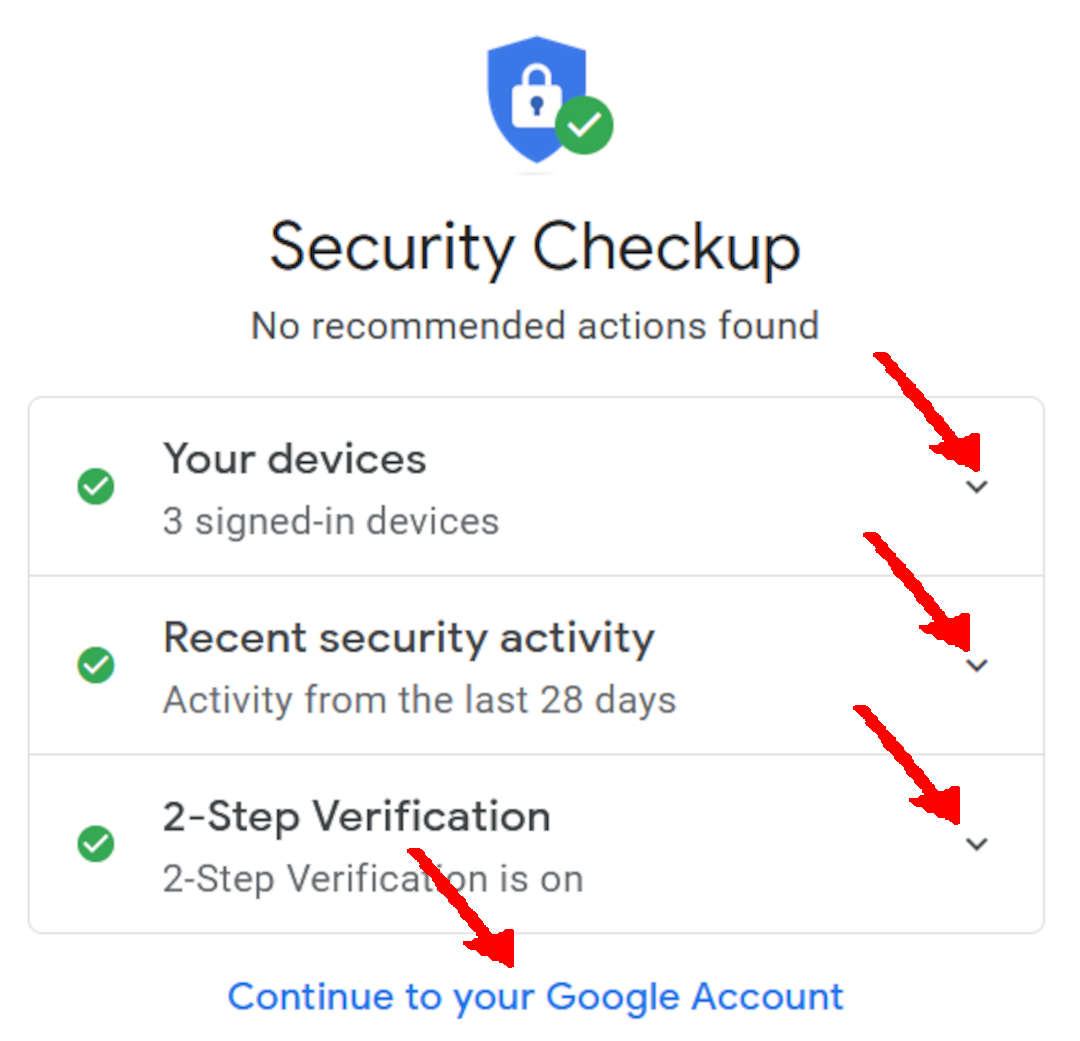 Security Checkup
No recommended actions found
Your devices
3 signed-in devices
Recent security activity
Activity from the last 28 days
2-Step Verification
2-Step Verification is on
Continue to your Google Account